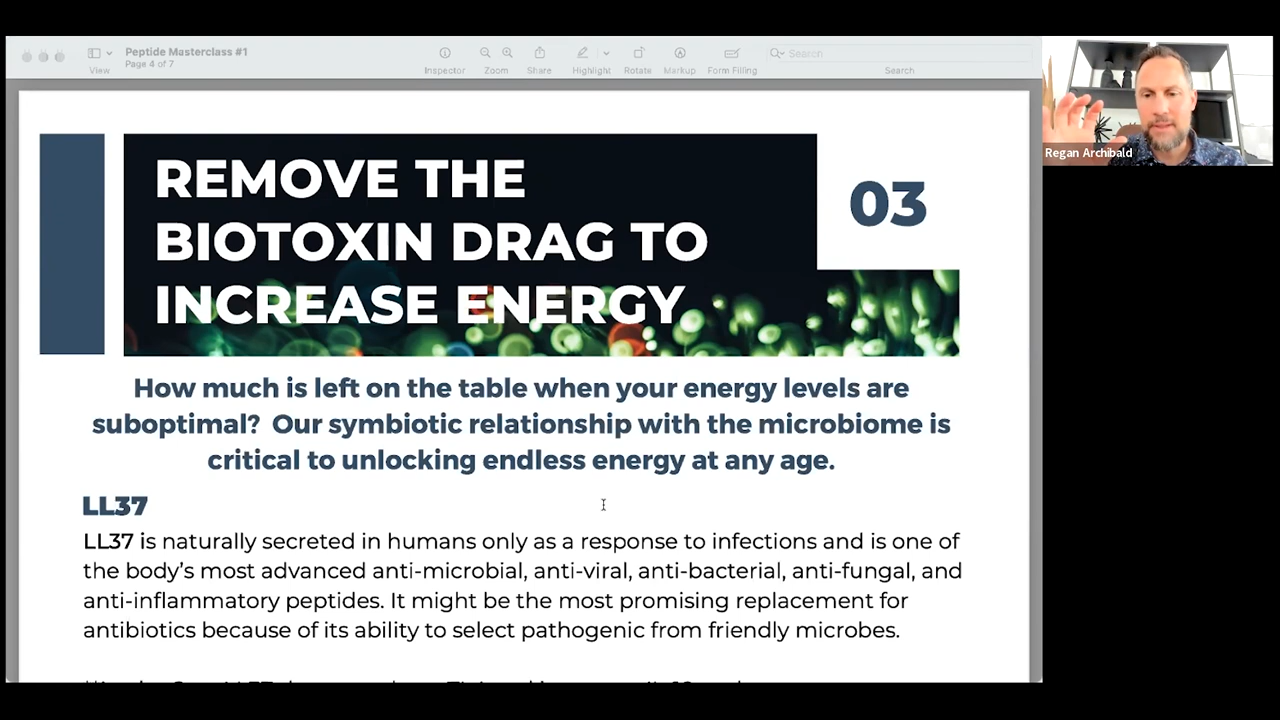 Peptide Masterclass #1
Page 4 of 7
View
Inspector
Zoom
Share
Highlight
Rotate
Markup
Form Filling
Search
Search
Regan Archibald
REMOVE THE
BIOTOXIN DRAG TO
INCREASE ENERGY
03
How much is left on the table when your energy levels are
suboptimal? Our symbiotic relationship with the microbiome is
critical to unlocking endless energy at any age.
LL37
LL37 is naturally secreted in humans only as a response to infections and is one of
the body's most advanced anti-microbial, anti-viral, anti-bacterial, anti-fungal, and
anti-inflammatory peptides. It might be the most promising replacement for
antibiotics because of its ability to select pathogenic from friendly microbes.